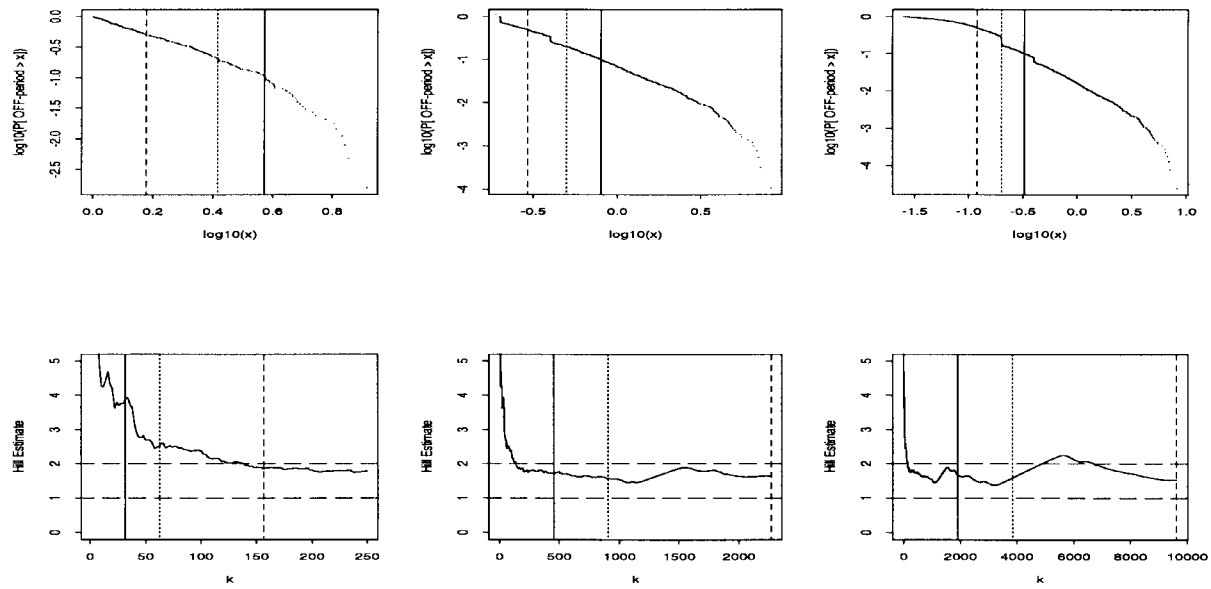 log10(P[ OFF-period > x])
0.0
-0.5
-1.0
-1.5
-2.0
-2.5
0.0 0.2 0.4 0.6 0.8
log10(x)
log10(P[ OFF-period > x])
0
-1
-2
-3
-4
-0.5 0.0 0.5
log10(x)
log10(P[ OFF-period > x])
0
-1
-2
-3
-4
-1.5 -1.0 -0.5 0.0 0.5 1.0
log10(x)
Hill Estimate
5
4
3
2
1
0
0 50 100 150 200 250
k
Hill Estimate
5
4
3
2
1
0
0 500 1000 1500 2000
k
Hill Estimate
5
4
3
2
1
0
0 2000 4000 6000 8000 10000
k